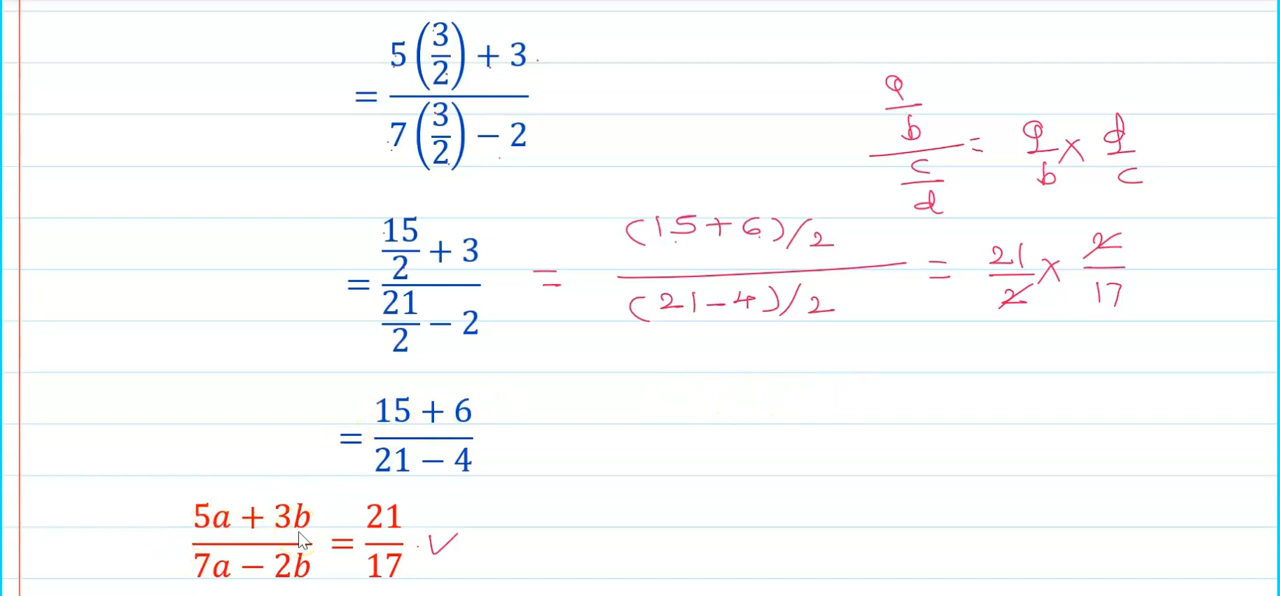 = (5(3/2) + 3)/(7(3/2) − 2)
a/b / c/d = a/b × d/c
= (15/2 + 3)/(21/2 − 2) = (15+6)/2 / (21−4)/2 = 21/2 × 2/17
= (15 + 6)/(21 − 4)
(5a + 3b)/(7a − 2b) = 21/17 . ✓